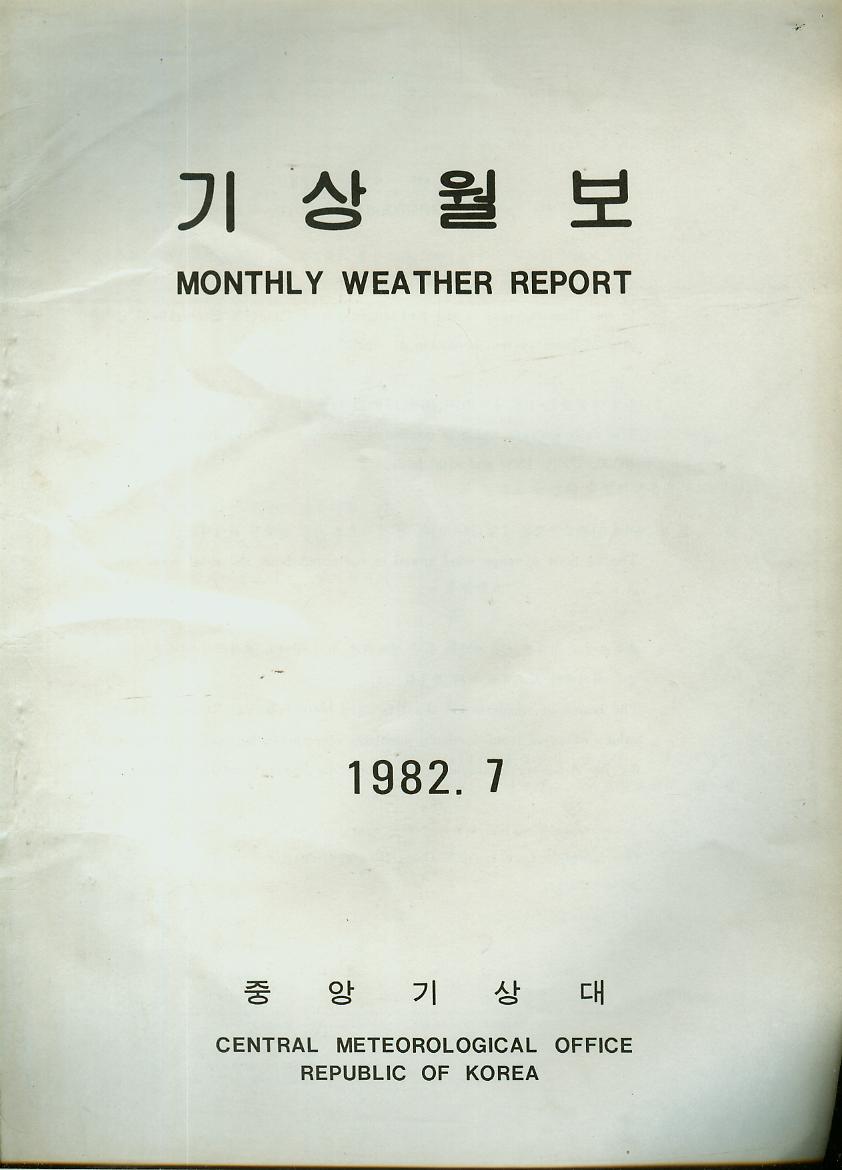 기 상 월 보
MONTHLY WEATHER REPORT
1982. 7
중 앙 기 상 대
CENTRAL METEOROLOGICAL OFFICE
REPUBLIC OF KOREA